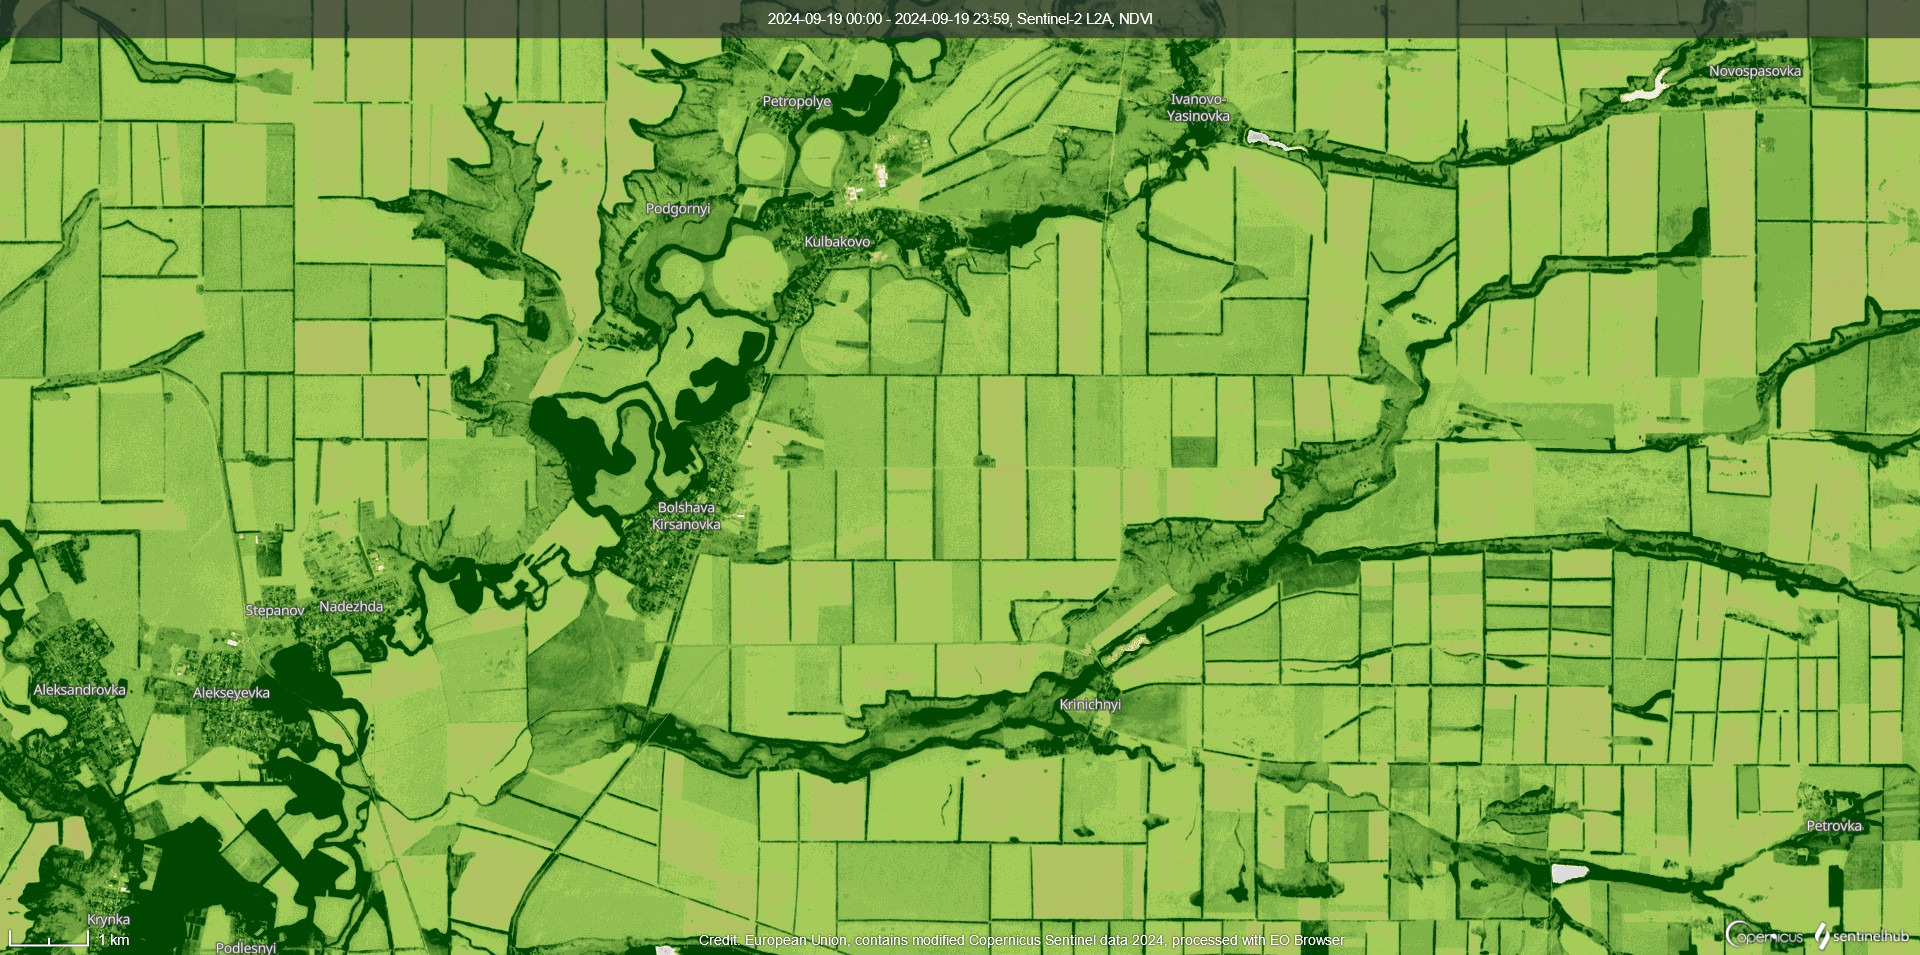 2024-09-19 00:00 - 2024-09-19 23:59, Sentinel-2 L2A, NDVI
Novospasovka
Petropolye
Ivanovo-
Yasinovka
Podgornyi
Kulbakovo
Bolshava
Kirsanovka
Stepanov
Nadezhda
Aleksandrovka
Alekseyevka
Krinichnyi
Petrovka
Krynka
1 km
Podlesnyi
Credit: European Union, contains modified Copernicus Sentinel data 2024, processed with EO Browser
Copernicus
sentinelhub